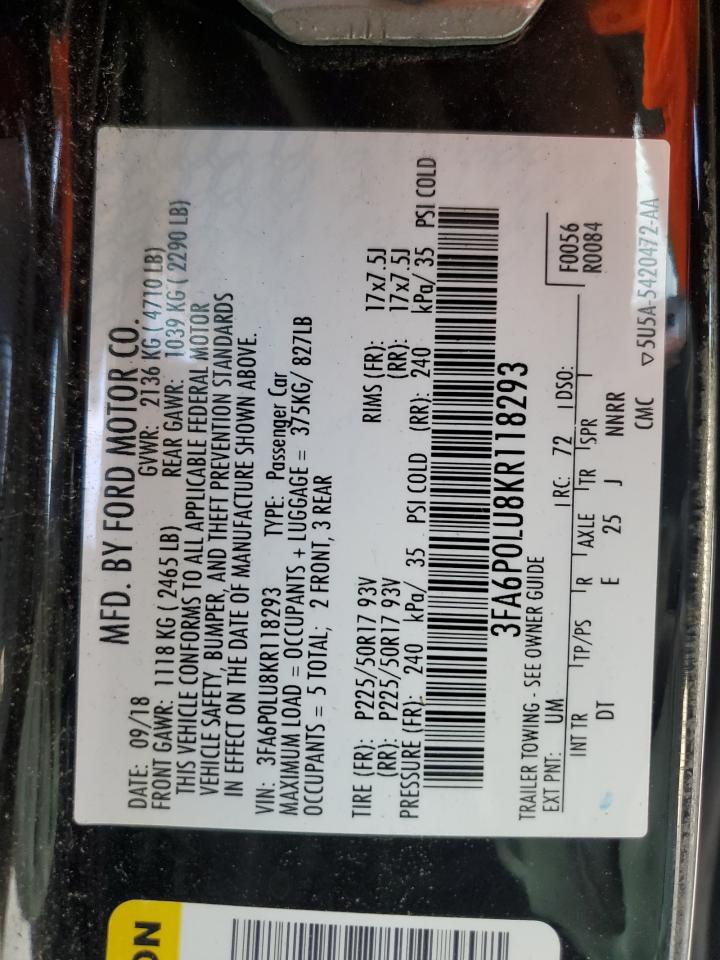 MFD. BY FORD MOTOR CO.
DATE: 09/18 GVWR: 2136 KG ( 4710 LB)
FRONT GAWR: 1118 KG ( 2465 LB) REAR GAWR: 1039 KG ( 2290 LB)
THIS VEHICLE CONFORMS TO ALL APPLICABLE FEDERAL MOTOR
VEHICLE SAFETY, BUMPER, AND THEFT PREVENTION STANDARDS
IN EFFECT ON THE DATE OF MANUFACTURE SHOWN ABOVE.
VIN: 3FA6P0LU8KR118293 TYPE: Passenger Car
MAXIMUM LOAD = OCCUPANTS + LUGGAGE = 375KG/ 827LB
OCCUPANTS = 5 TOTAL; 2 FRONT, 3 REAR
TIRE (FR): P225/50R17 93V RIMS (FR): 17x7.5J
(RR): P225/50R17 93V (RR): 17x7.5J
PRESSURE (FR): 240 kPa/ 35 PSI COLD (RR): 240 kPa/ 35 PSI COLD
3FA6P0LU8KR118293
TRAILER TOWING - SEE OWNER GUIDE F0056
EXT PNT: UM RC: 72 DSO: R0084
INT TR TP/PS R AXLE TR SPR
DT E 25 J NNRR
CMC
▽5U5A-5420472-AA
ON